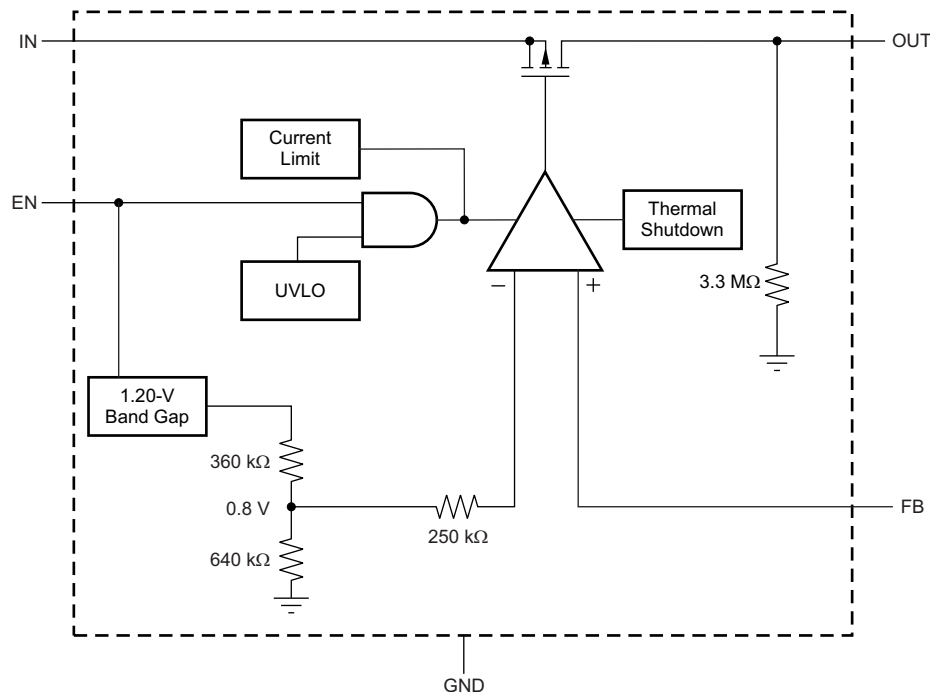 IN
OUT
Current
Limit
EN
Thermal
Shutdown
UVLO
−
+
3.3 MΩ
1.20-V
Band Gap
360 kΩ
0.8 V
250 kΩ
FB
640 kΩ
GND